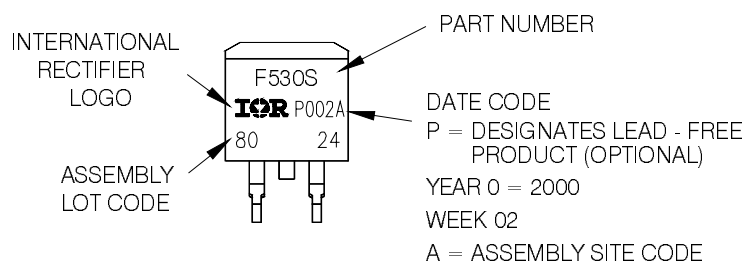 INTERNATIONAL
RECTIFIER
LOGO
ASSEMBLY
LOT CODE
F530S
IOR P002A
80 24
PART NUMBER
DATE CODE
P = DESIGNATES LEAD - FREE
PRODUCT (OPTIONAL)
YEAR 0 = 2000
WEEK 02
A = ASSEMBLY SITE CODE